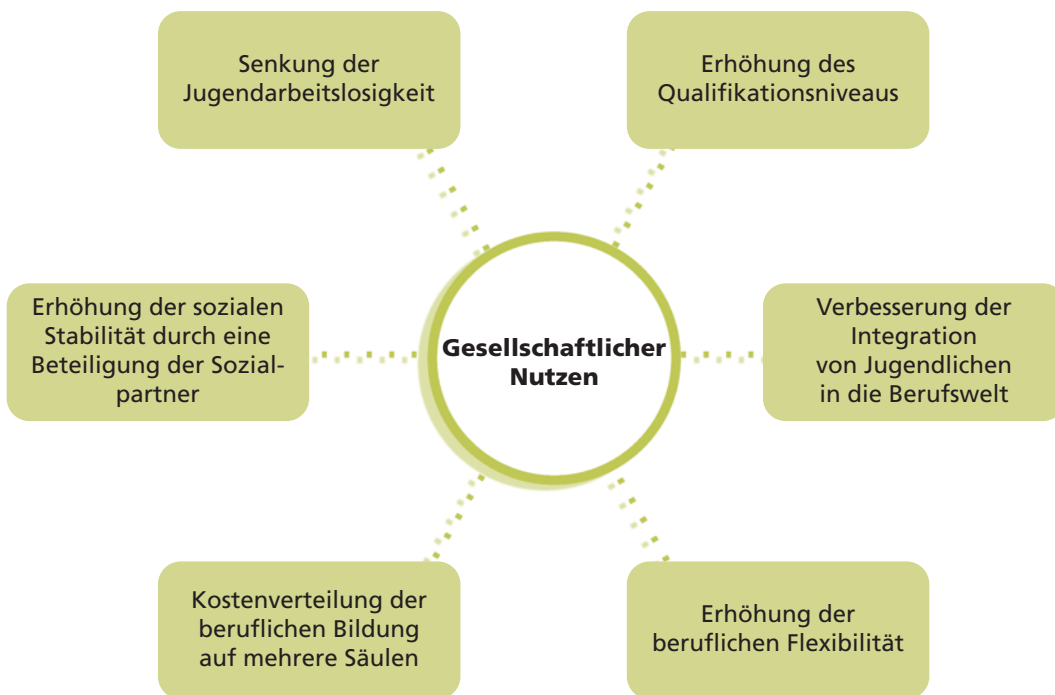 Senkung der
Jugendarbeitslosigkeit
Erhöhung des
Qualifikationsniveaus
Erhöhung der sozialen
Stabilität durch eine
Beteiligung der Sozial-
partner
Gesellschaftlicher
Nutzen
Verbesserung der
Integration
von Jugendlichen
in die Berufswelt
Kostenverteilung der
beruflichen Bildung
auf mehrere Säulen
Erhöhung der
beruflichen Flexibilität